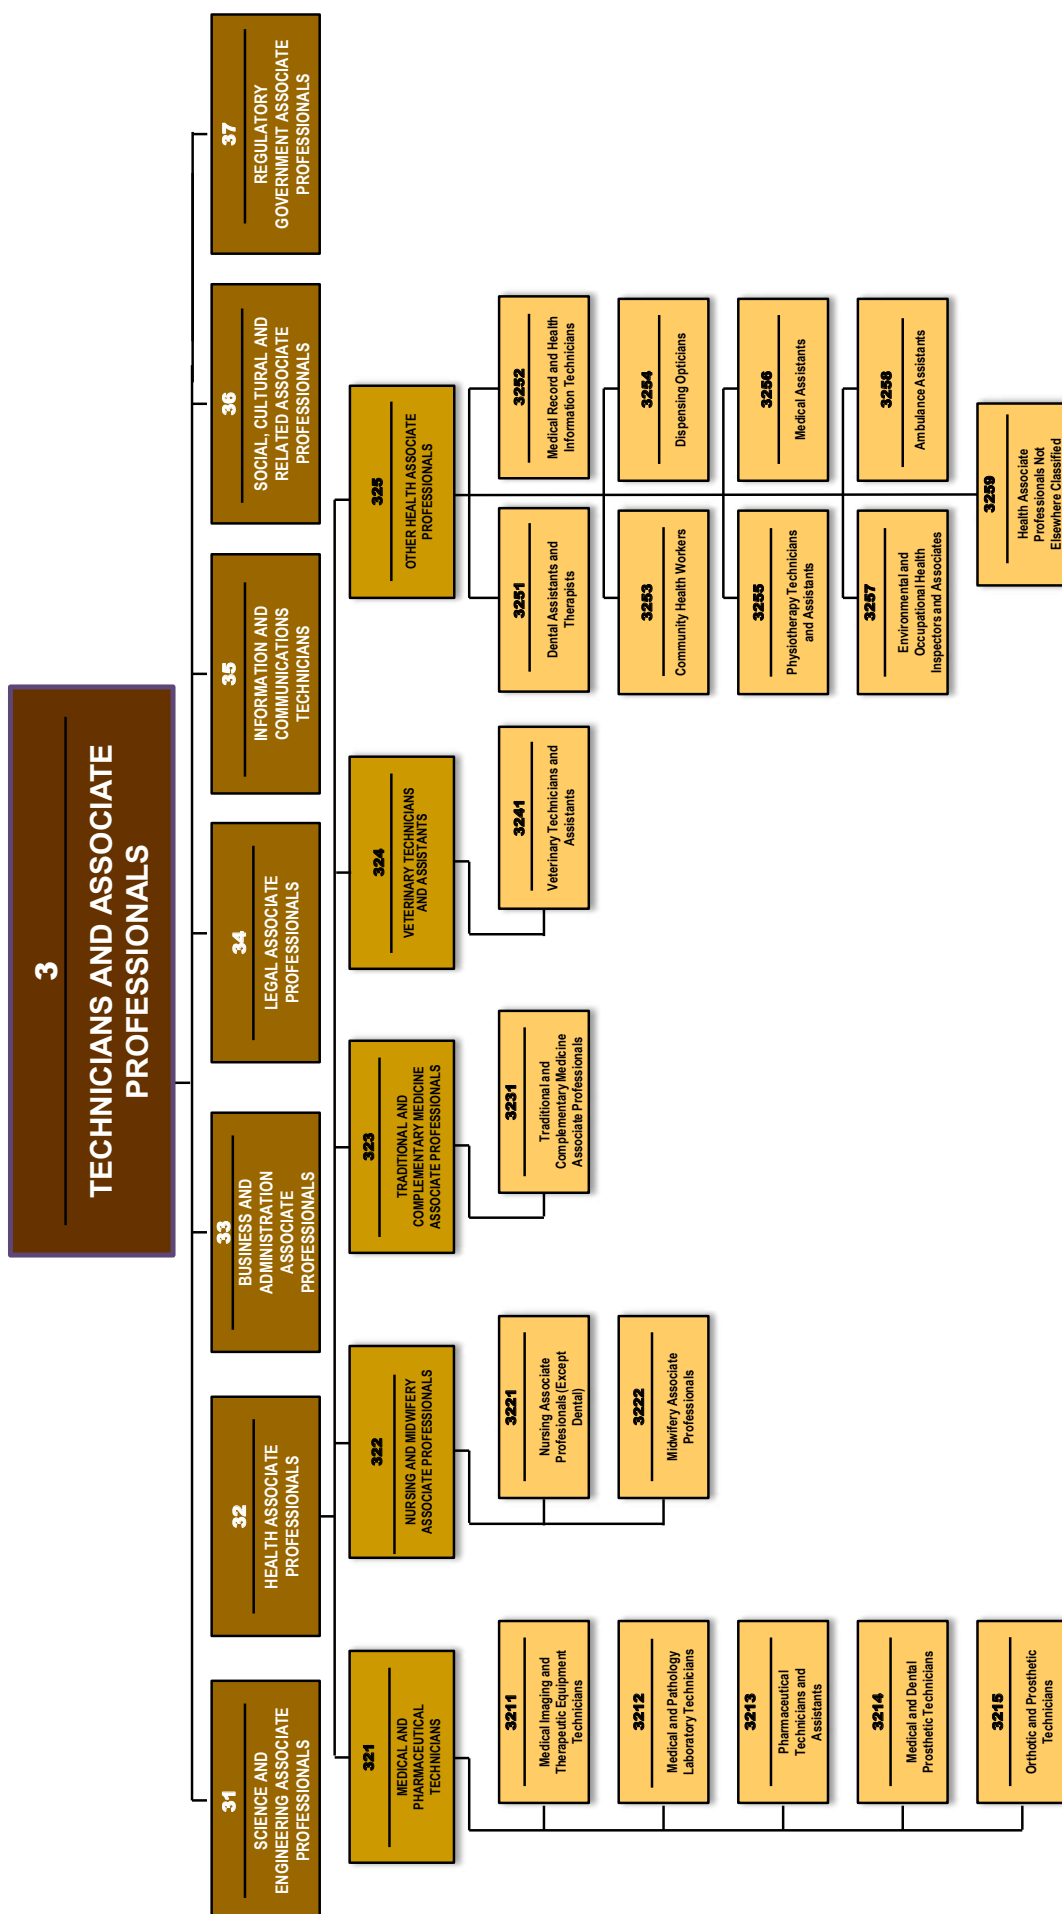 3
TECHNICIANS AND ASSOCIATE
PROFESSIONALS
31
SCIENCE AND
ENGINEERING ASSOCIATE
PROFESSIONALS
32
HEALTH ASSOCIATE
PROFESSIONALS
33
BUSINESS AND
ADMINISTRATION
ASSOCIATE
PROFESSIONALS
34
LEGAL ASSOCIATE
PROFESSIONALS
35
INFORMATION AND
COMMUNICATIONS
TECHNICIANS
36
SOCIAL, CULTURAL AND
RELATED ASSOCIATE
PROFESSIONALS
37
REGULATORY
GOVERNMENT ASSOCIATE
PROFESSIONALS
321
MEDICAL AND
PHARMACEUTICAL
TECHNICIANS
322
NURSING AND MIDWIFERY
ASSOCIATE PROFESSIONALS
323
TRADITIONAL AND
COMPLEMENTARY MEDICINE
ASSOCIATE PROFESSIONALS
324
VETERINARY TECHNICIANS
AND ASSISTANTS
325
OTHER HEALTH ASSOCIATE
PROFESSIONALS
3211
Medical Imaging and
Therapeutic Equipment
Technicians
3212
Medical and Pathology
Laboratory Technicians
3213
Pharmaceutical
Technicians and
Assistants
3214
Medical and Dental
Prosthetic Technicians
3215
Orthotic and Prosthetic
Technicians
3221
Nursing Associate
Profesionals (Except
Dental)
3222
Midwifery Associate
Professionals
3231
Traditional and
Complementary Medicine
Associate Professionals
3241
Veterinary Technicians and
Assistants
3251
Dental Assistants and
Therapists
3252
Medical Record and Health
Information Technicians
3253
Community Health Workers
3254
Dispensing Opticians
3255
Physiotherapy Technicians
and Assistants
3256
Medical Assistants
3257
Environmental and
Occupational Health
Inspectors and Associates
3258
Ambulance Assistants
3259
Health Associate
Professionals Not
Elsewhere Classified